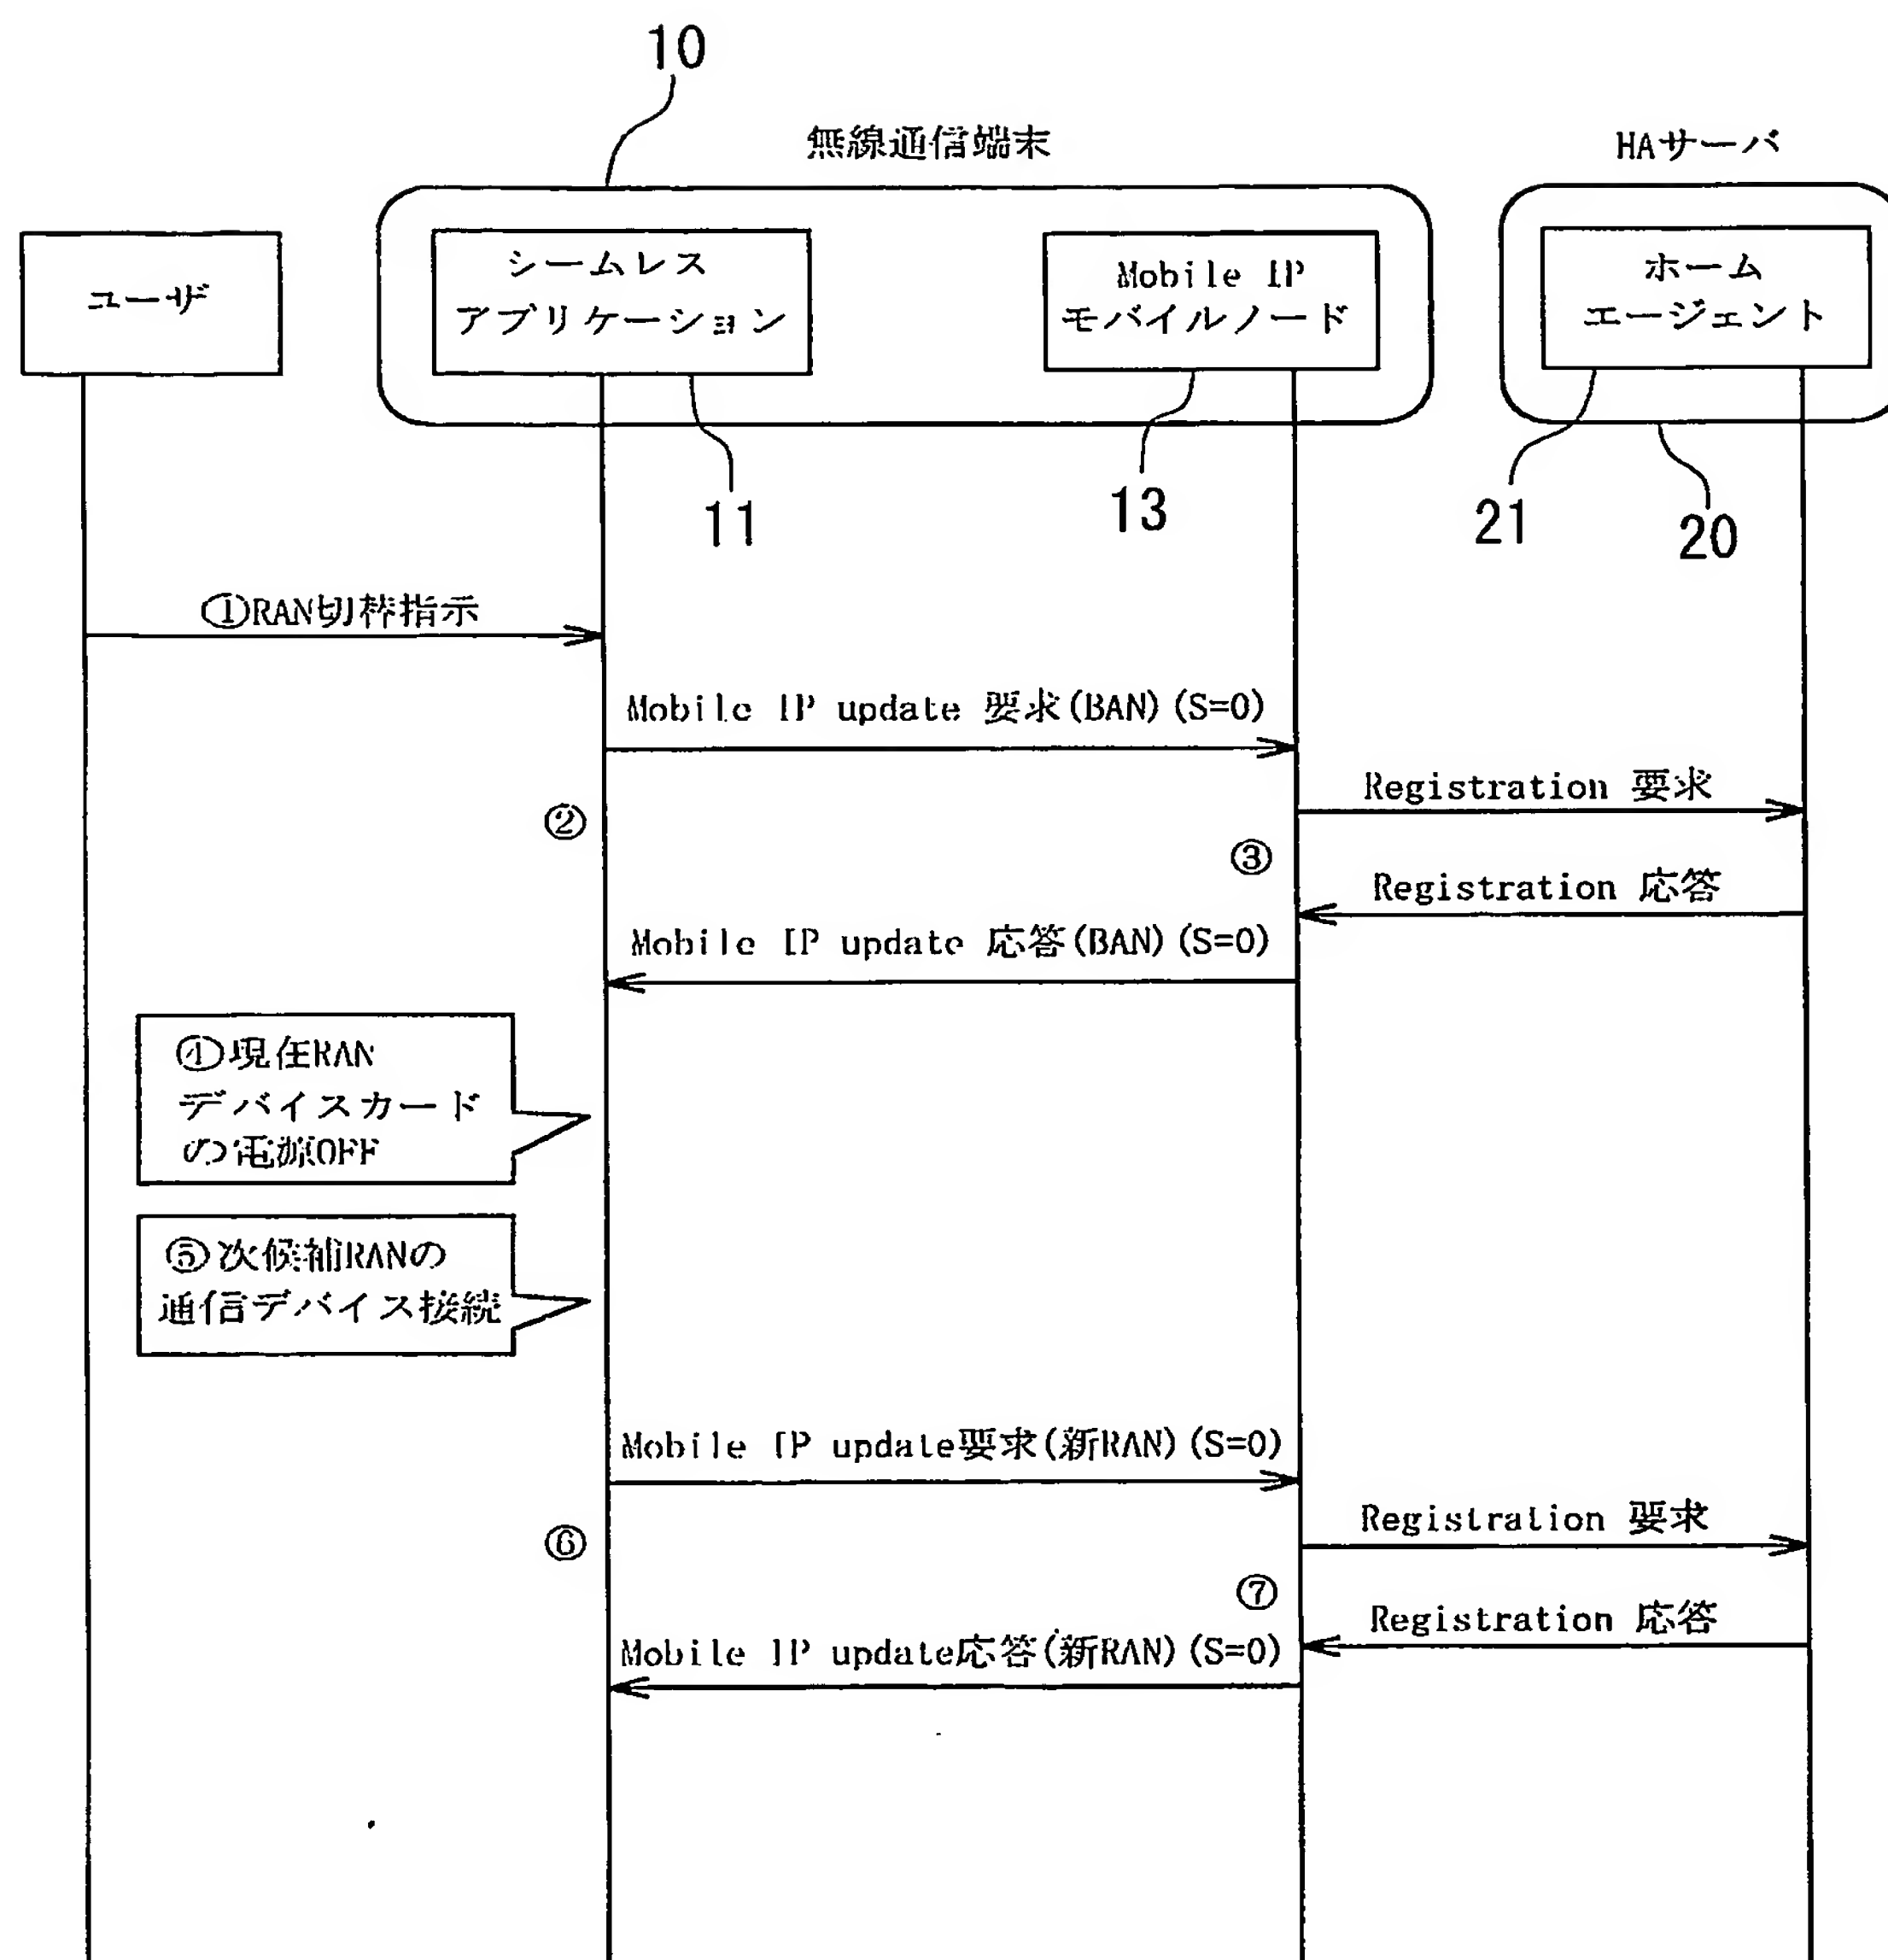 10
無線通信端末
HAサーバ
ユーザ
シームレス
アプリケーション
Mobile IP
モバイルノード
ホーム
エージェント
11
13
21
20
①RAN切替指示
Mobile IP update 要求(BAN)(S=0)
Registration 要求
②
③
Registration 応答
Mobile IP update 応答(BAN)(S=0)
④現在RAN
デバイスカード
の電源OFF
⑤次候補RANの
通信デバイス接続
Mobile IP update要求(新RAN)(S=0)
Registration 要求
⑥
⑦
Registration 応答
Mobile IP update応答(新RAN)(S=0)